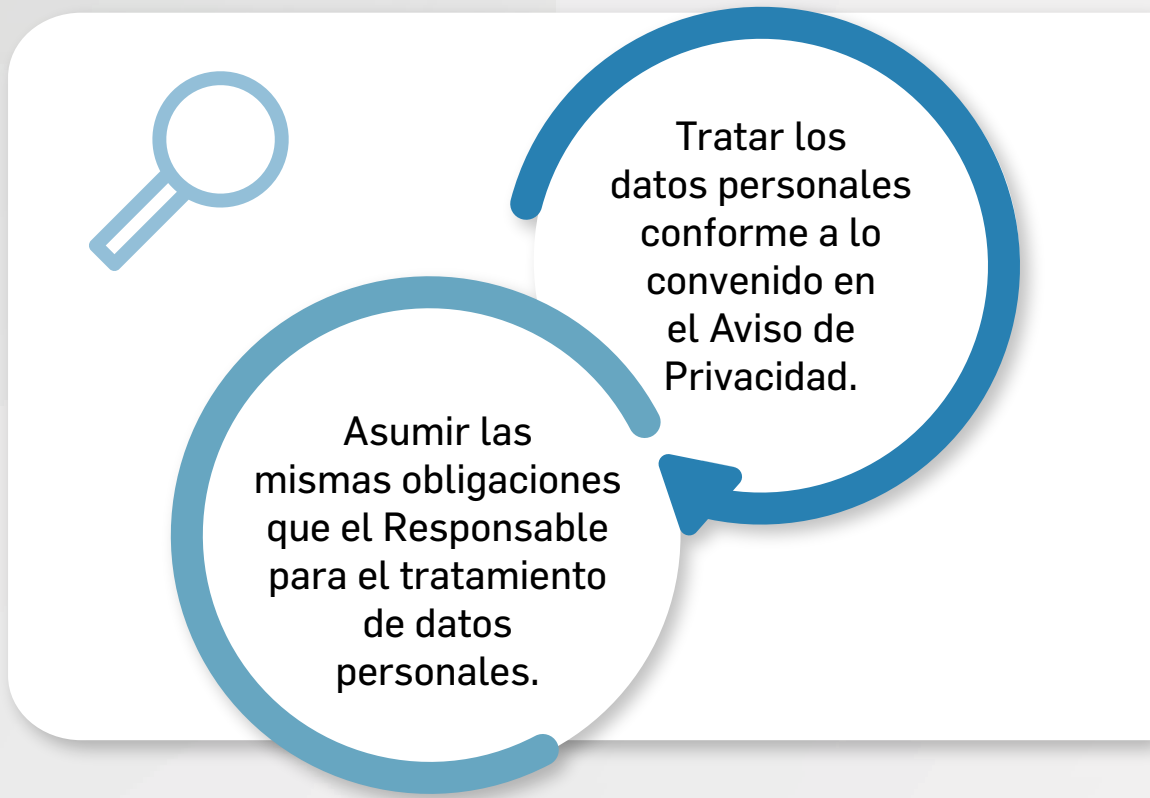 Tratar los
datos personales
conforme a lo
convenido en
el Aviso de
Privacidad.
Asumir las
mismas obligaciones
que el Responsable
para el tratamiento
de datos
personales.